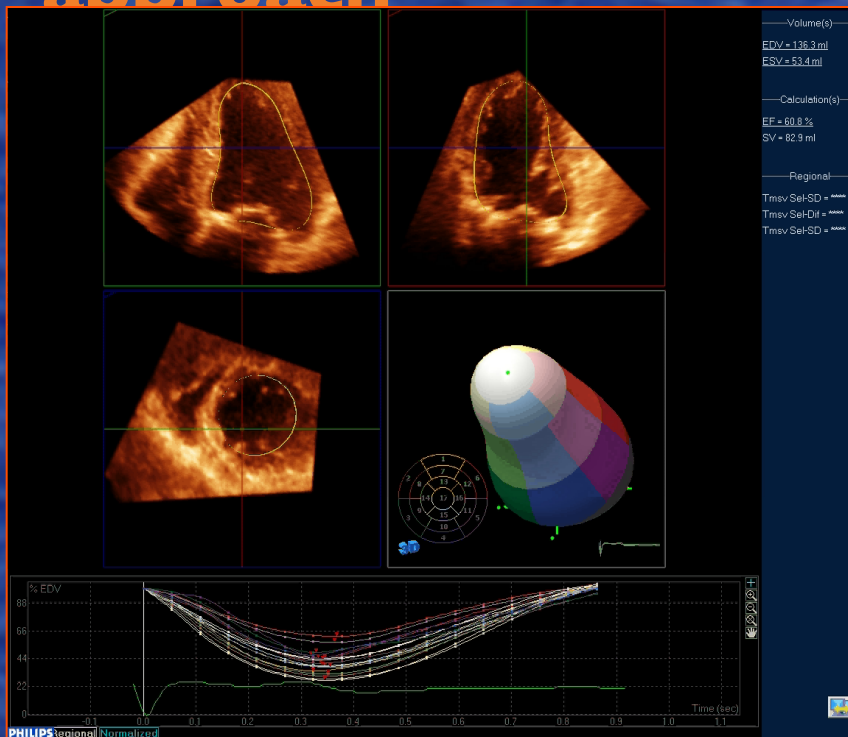 Volume(s)
EDV = 136.3 ml
ESV = 53.4 ml
Calculation(s)
EF = 60.8 %
SV = 82.9 ml
Regional
Tmsv Sel-SD = ****
Tmsv Sel-Dif = ****
Tmsv Sel-SD = ****
1
7
13
2 8 12 6
14 17 16
3 9 11 5
15
10
4
3D
% EDV
88
66
44
22
0
Time (sec)
-0.1 0.0 0.1 0.2 0.3 0.4 0.5 0.6 0.7 0.8 0.9 1.0 1.1
PHILIPS Regional Normalized